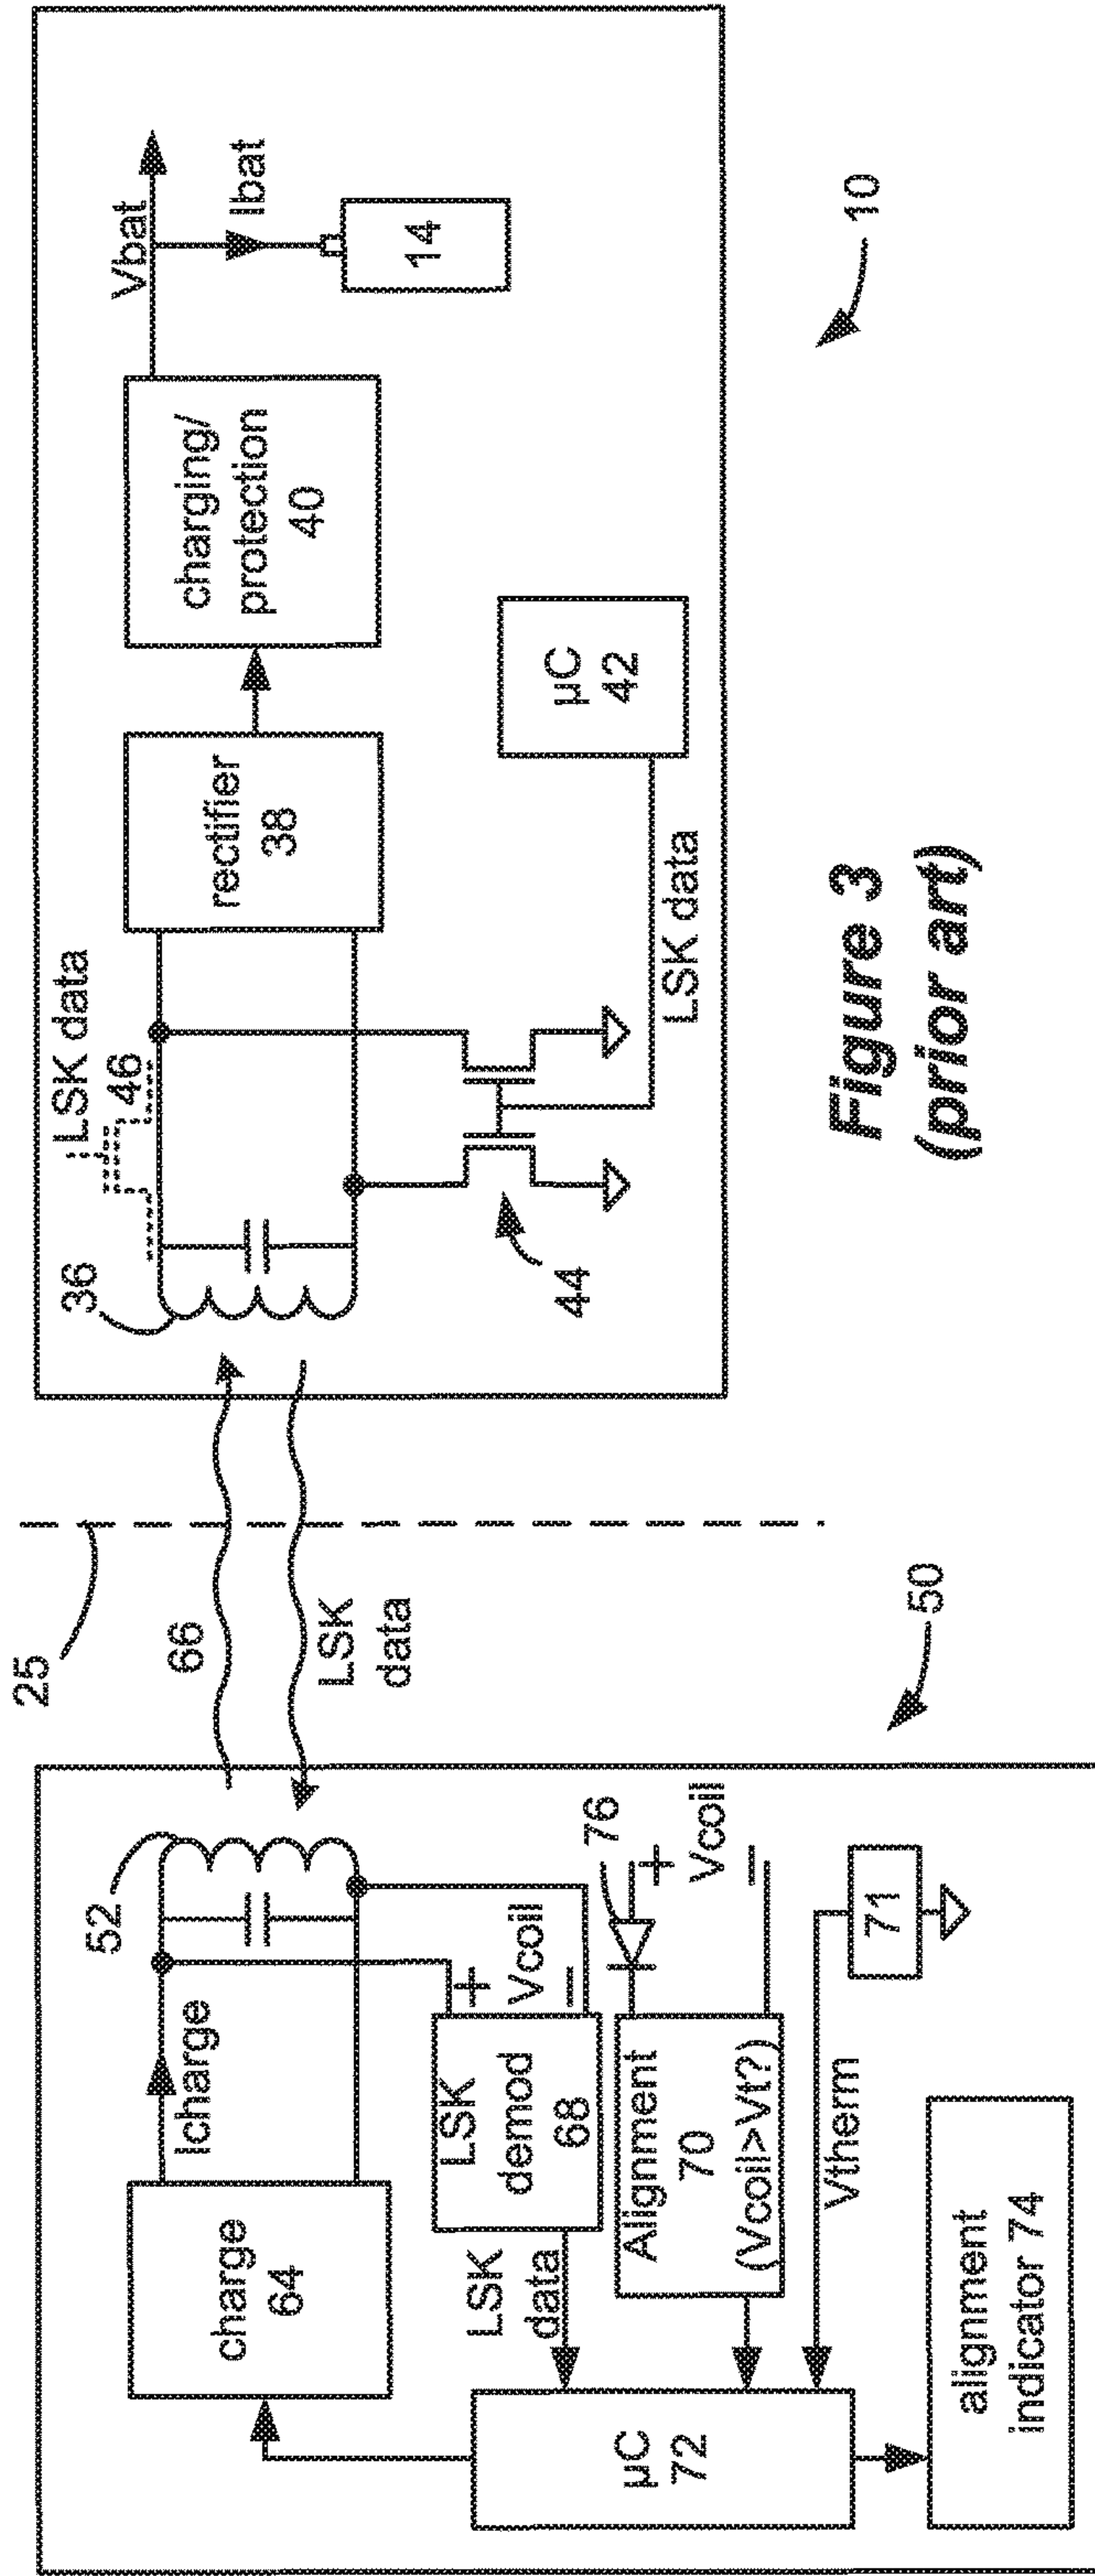 25
66
LSK
data
52
Icharge
charge
64
+
Vcoil
−
LSK
demod
68
LSK
data
76
+
Vcoil
−
Alignment
70
(Vcoil>Vt?)
Vtherm
71
µC
72
alignment
indicator 74
50
36
LSK data
46
rectifier
38
charging/
protection
40
Vbat
Ibat
14
44
µC
42
LSK data
10
Figure 3
(prior art)